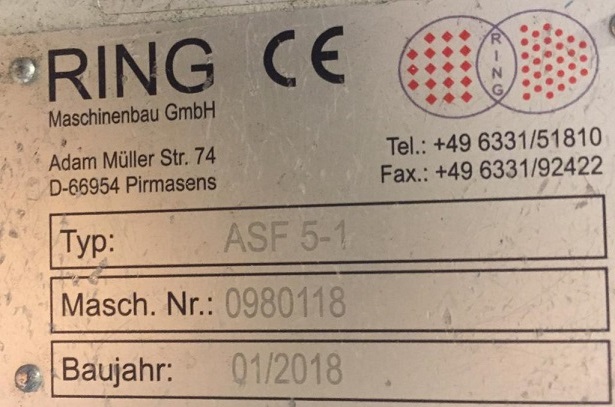 RING CE
Maschinenbau GmbH
RING
Adam Müller Str. 74
D-66954 Pirmasens
Tel.: +49 6331/51810
Fax.: +49 6331/92422
Typ: ASF 5-1
Masch. Nr.: 0980118
Baujahr: 01/2018